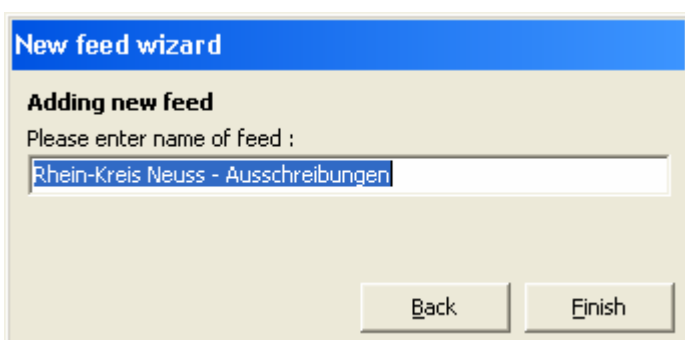 New feed wizard
Adding new feed
Please enter name of feed :
Rhein-Kreis Neuss - Ausschreibungen
Back Finish